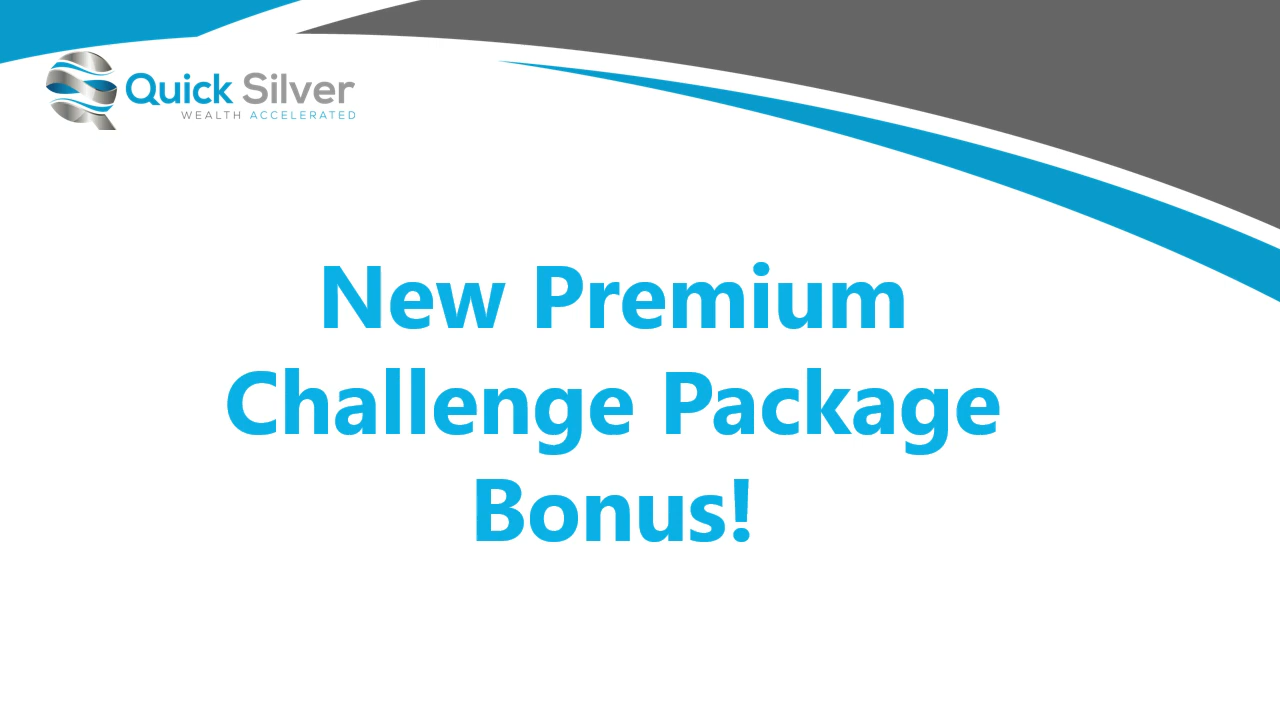 Quick Silver
WEALTH ACCELERATED
New Premium
Challenge Package
Bonus!